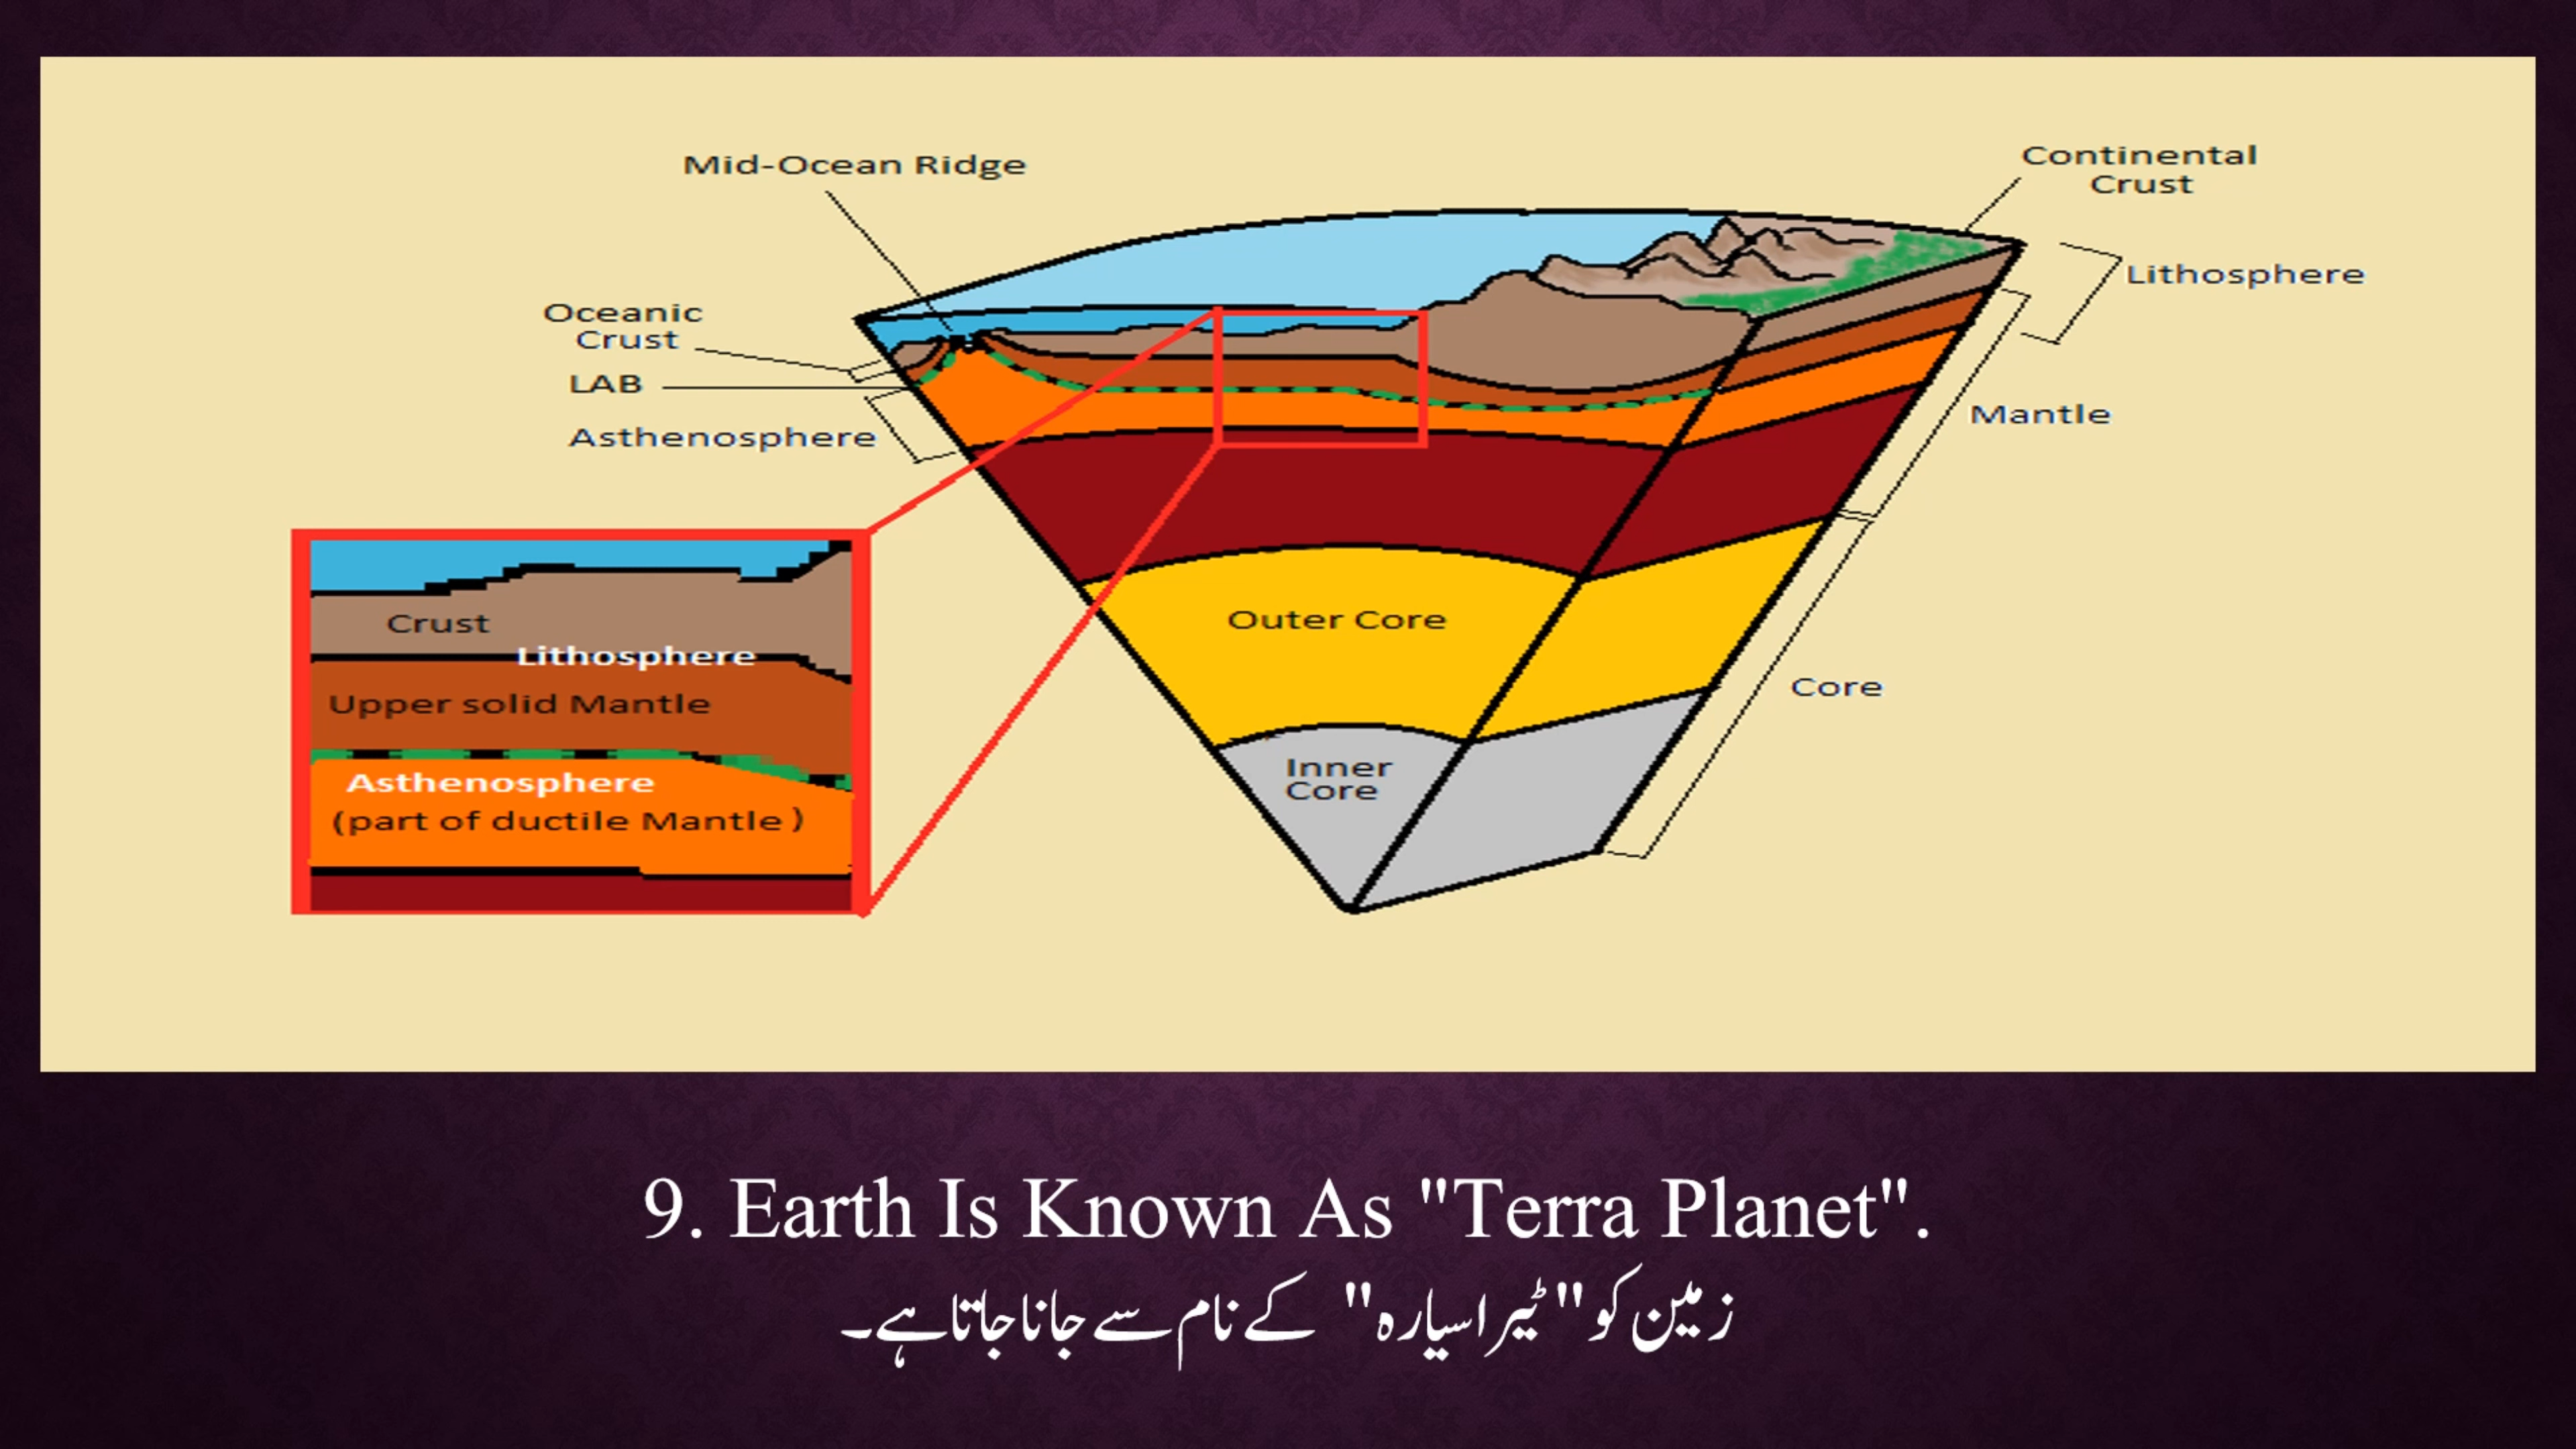 Mid-Ocean Ridge
Continental
Crust
Lithosphere
Oceanic
Crust
LAB
Asthenosphere
Mantle
Crust
Lithosphere
Upper solid Mantle
Asthenosphere
(part of ductile Mantle)
Outer Core
Inner
Core
Core
9. Earth Is Known As "Terra Planet".
زمین کو "ٹیرا سیارہ" کے نام سے جانا جاتا ہے۔